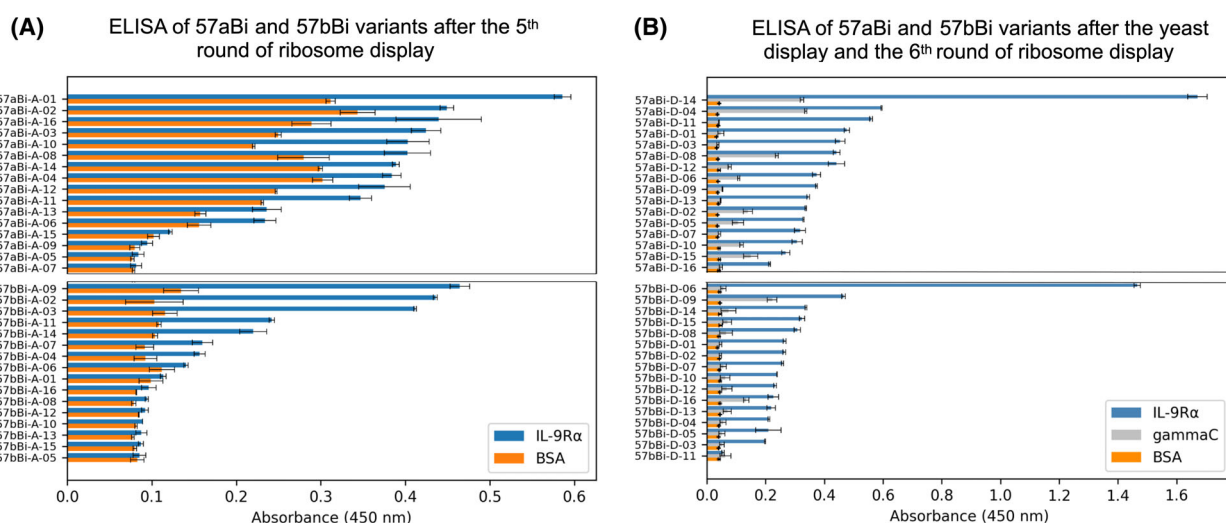 (A)
ELISA of 57aBi and 57bBi variants after the 5th
round of ribosome display
57aBi-A-01
57aBi-A-02
57aBi-A-16
57aBi-A-03
57aBi-A-10
57aBi-A-08
57aBi-A-14
57aBi-A-04
57aBi-A-12
57aBi-A-11
57aBi-A-13
57aBi-A-06
57aBi-A-15
57aBi-A-09
57aBi-A-05
57aBi-A-07
57bBi-A-09
57bBi-A-02
57bBi-A-03
57bBi-A-11
57bBi-A-14
57bBi-A-07
57bBi-A-04
57bBi-A-06
57bBi-A-01
57bBi-A-16
57bBi-A-08
57bBi-A-12
57bBi-A-10
57bBi-A-13
57bBi-A-15
57bBi-A-05
IL-9Rα
BSA
0.0 0.1 0.2 0.3 0.4 0.5 0.6
Absorbance (450 nm)
(B)
ELISA of 57aBi and 57bBi variants after the yeast
display and the 6th round of ribosome display
57aBi-D-14
57aBi-D-04
57aBi-D-11
57aBi-D-01
57aBi-D-03
57aBi-D-08
57aBi-D-12
57aBi-D-06
57aBi-D-09
57aBi-D-13
57aBi-D-02
57aBi-D-05
57aBi-D-07
57aBi-D-10
57aBi-D-15
57aBi-D-16
57bBi-D-06
57bBi-D-09
57bBi-D-14
57bBi-D-15
57bBi-D-08
57bBi-D-01
57bBi-D-02
57bBi-D-07
57bBi-D-10
57bBi-D-12
57bBi-D-16
57bBi-D-13
57bBi-D-04
57bBi-D-05
57bBi-D-03
57bBi-D-11
IL-9Rα
gammaC
BSA
0.0 0.2 0.4 0.6 0.8 1.0 1.2 1.4 1.6
Absorbance (450 nm)